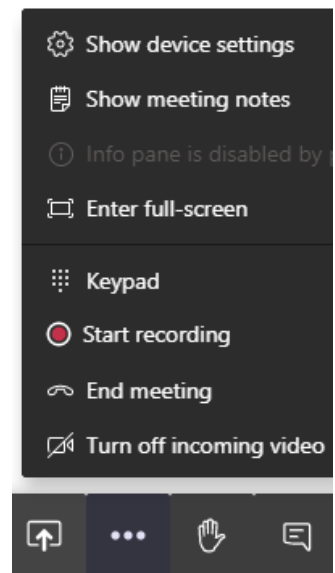 Show device settings
Show meeting notes
Info pane is disabled by
Enter full-screen
Keypad
Start recording
End meeting
Turn off incoming video